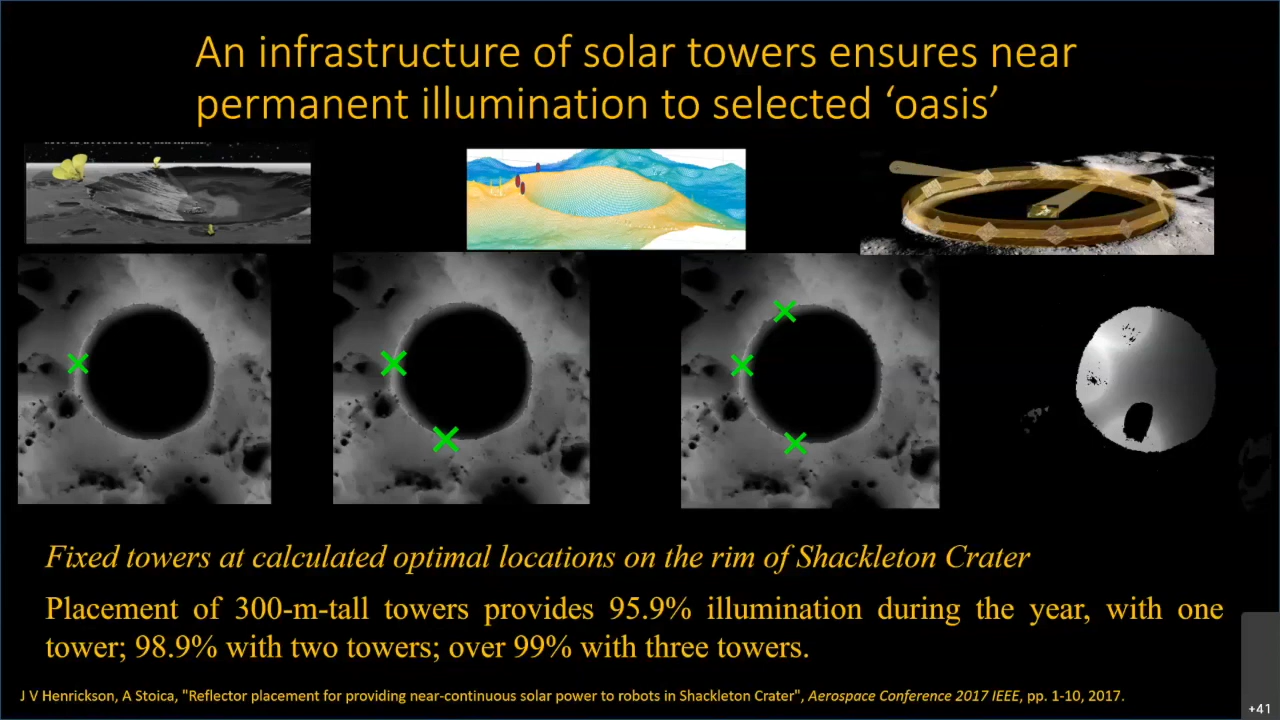 An infrastructure of solar towers ensures near
permanent illumination to selected ‘oasis’
Fixed towers at calculated optimal locations on the rim of Shackleton Crater
Placement of 300-m-tall towers provides 95.9% illumination during the year, with one
tower; 98.9% with two towers; over 99% with three towers.
J V Henrickson, A Stoica, "Reflector placement for providing near-continuous solar power to robots in Shackleton Crater", Aerospace Conference 2017 IEEE, pp. 1-10, 2017.
+41